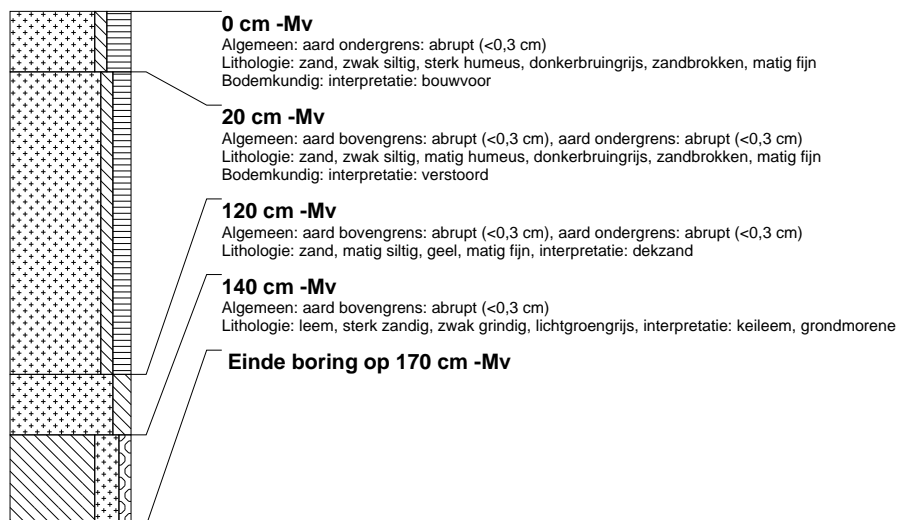 0 cm -Mv
Algemeen: aard ondergrens: abrupt (<0,3 cm)
Lithologie: zand, zwak siltig, sterk humeus, donkerbruingrijs, zandbrokken, matig fijn
Bodemkundig: interpretatie: bouwvoor
20 cm -Mv
Algemeen: aard bovengrens: abrupt (<0,3 cm), aard ondergrens: abrupt (<0,3 cm)
Lithologie: zand, zwak siltig, matig humeus, donkerbruingrijs, zandbrokken, matig fijn
Bodemkundig: interpretatie: verstoord
120 cm -Mv
Algemeen: aard bovengrens: abrupt (<0,3 cm), aard ondergrens: abrupt (<0,3 cm)
Lithologie: zand, matig siltig, geel, matig fijn, interpretatie: dekzand
140 cm -Mv
Algemeen: aard bovengrens: abrupt (<0,3 cm)
Lithologie: leem, sterk zandig, zwak grindig, lichtgroengrijs, interpretatie: keileem, grondmorene
Einde boring op 170 cm -Mv